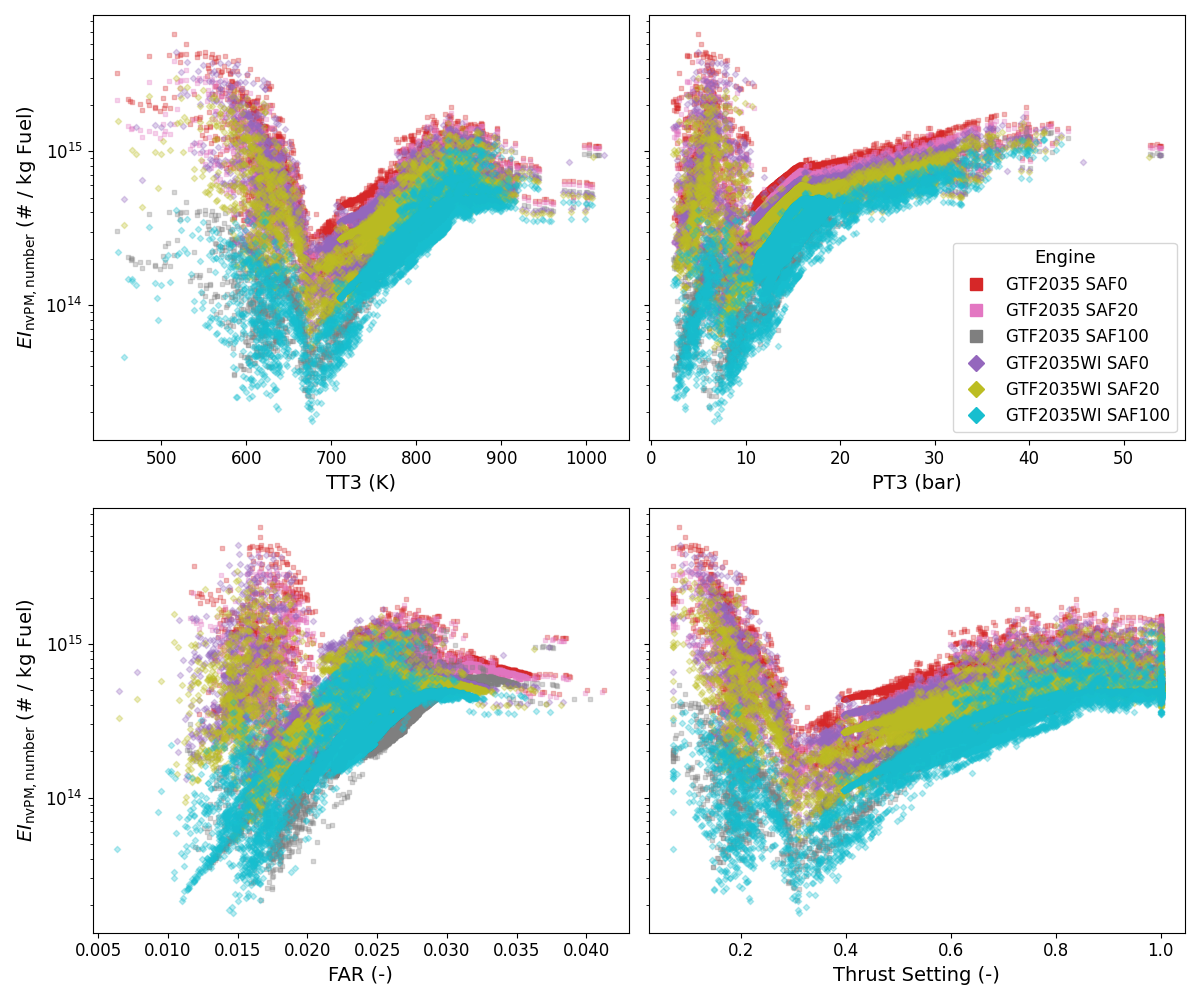 EI_nvPM, number (# / kg Fuel)
10^15
10^14
500 600 700 800 900 1000
TT3 (K)
0 10 20 30 40 50
PT3 (bar)
Engine
GTF2035 SAF0
GTF2035 SAF20
GTF2035 SAF100
GTF2035WI SAF0
GTF2035WI SAF20
GTF2035WI SAF100
EI_nvPM, number (# / kg Fuel)
10^15
10^14
0.005 0.010 0.015 0.020 0.025 0.030 0.035 0.040
FAR (-)
0.2 0.4 0.6 0.8 1.0
Thrust Setting (-)